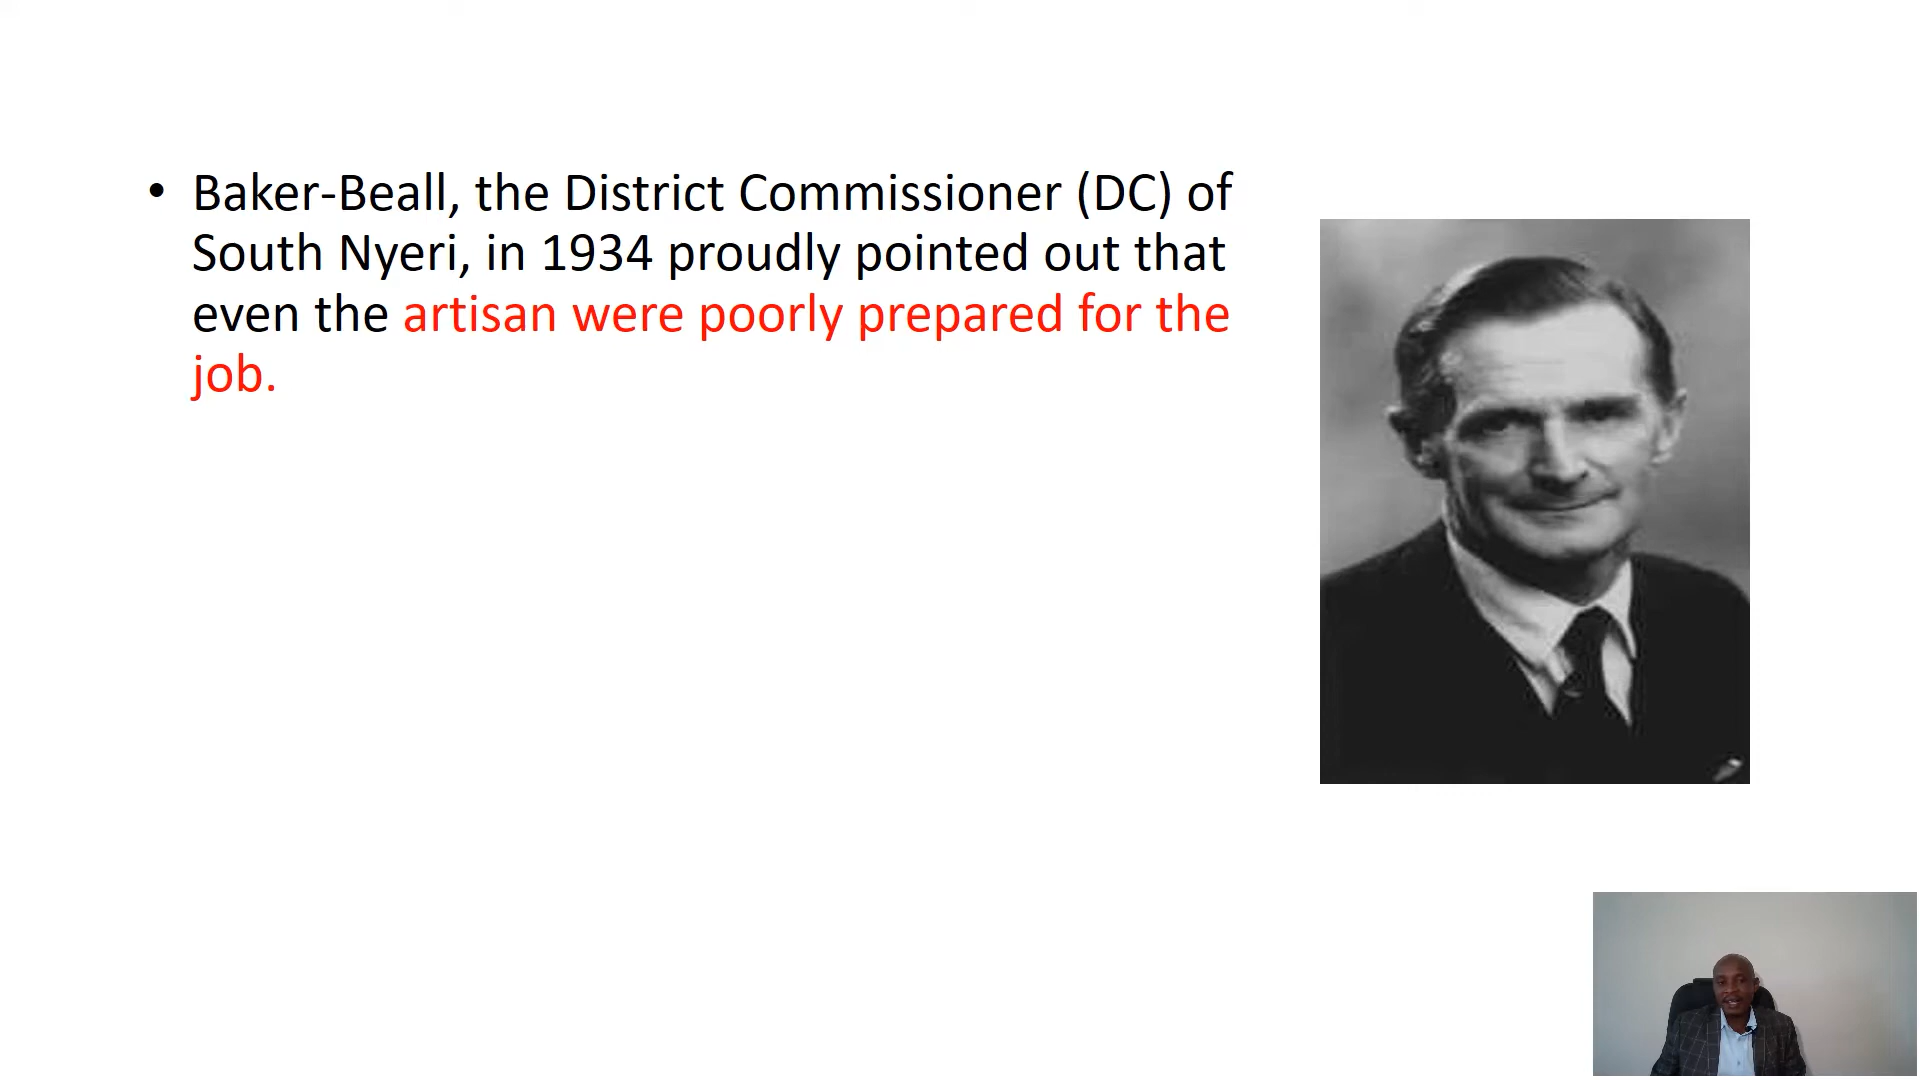 • Baker-Beall, the District Commissioner (DC) of
South Nyeri, in 1934 proudly pointed out that
even the artisan were poorly prepared for the
job.